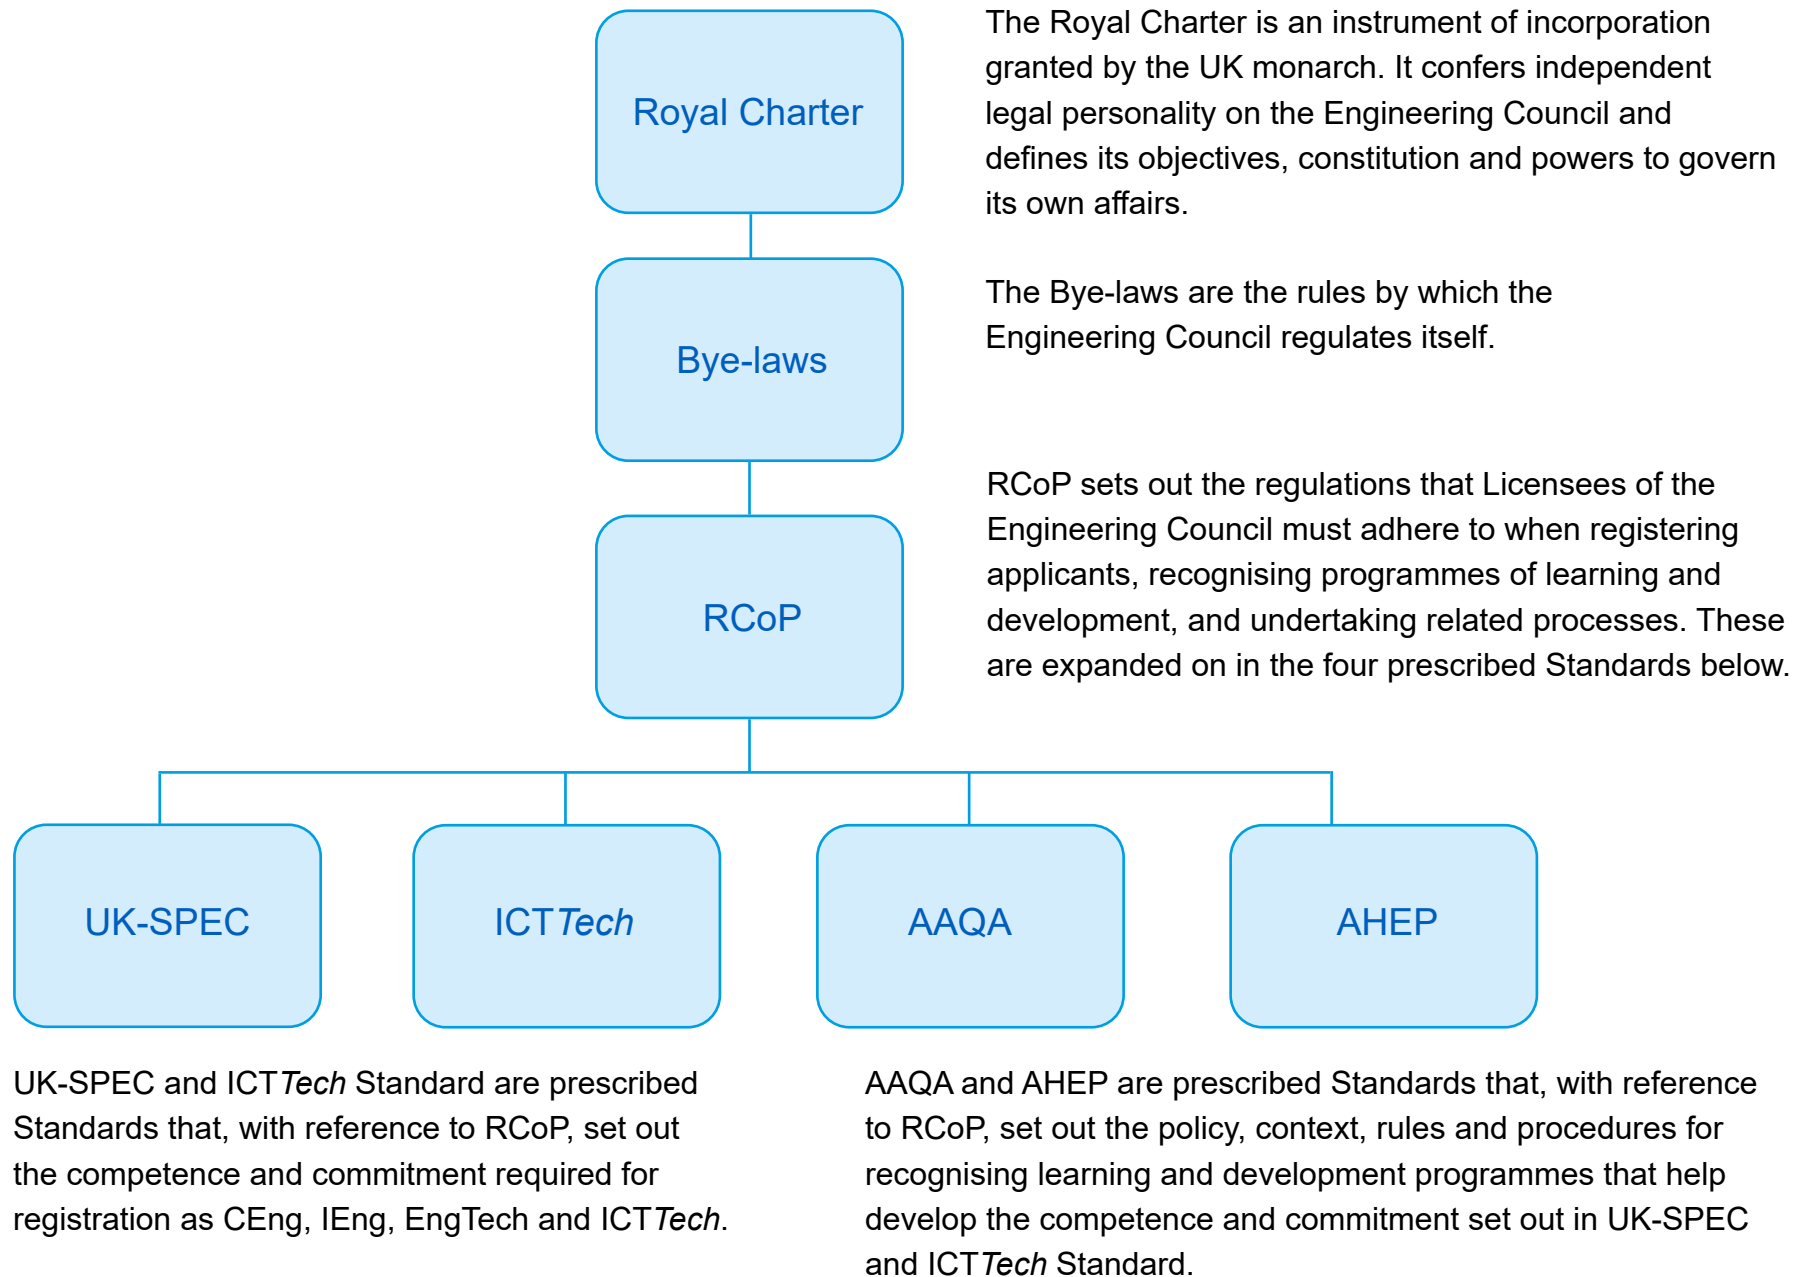 Royal Charter
The Royal Charter is an instrument of incorporation
granted by the UK monarch. It confers independent
legal personality on the Engineering Council and
defines its objectives, constitution and powers to govern
its own affairs.
Bye-laws
The Bye-laws are the rules by which the
Engineering Council regulates itself.
RCoP
RCoP sets out the regulations that Licensees of the
Engineering Council must adhere to when registering
applicants, recognising programmes of learning and
development, and undertaking related processes. These
are expanded on in the four prescribed Standards below.
UK-SPEC
ICTTech
AAQA
AHEP
UK-SPEC and ICTTech Standard are prescribed
Standards that, with reference to RCoP, set out
the competence and commitment required for
registration as CEng, IEng, EngTech and ICTTech.
AAQA and AHEP are prescribed Standards that, with reference
to RCoP, set out the policy, context, rules and procedures for
recognising learning and development programmes that help
develop the competence and commitment set out in UK-SPEC
and ICTTech Standard.